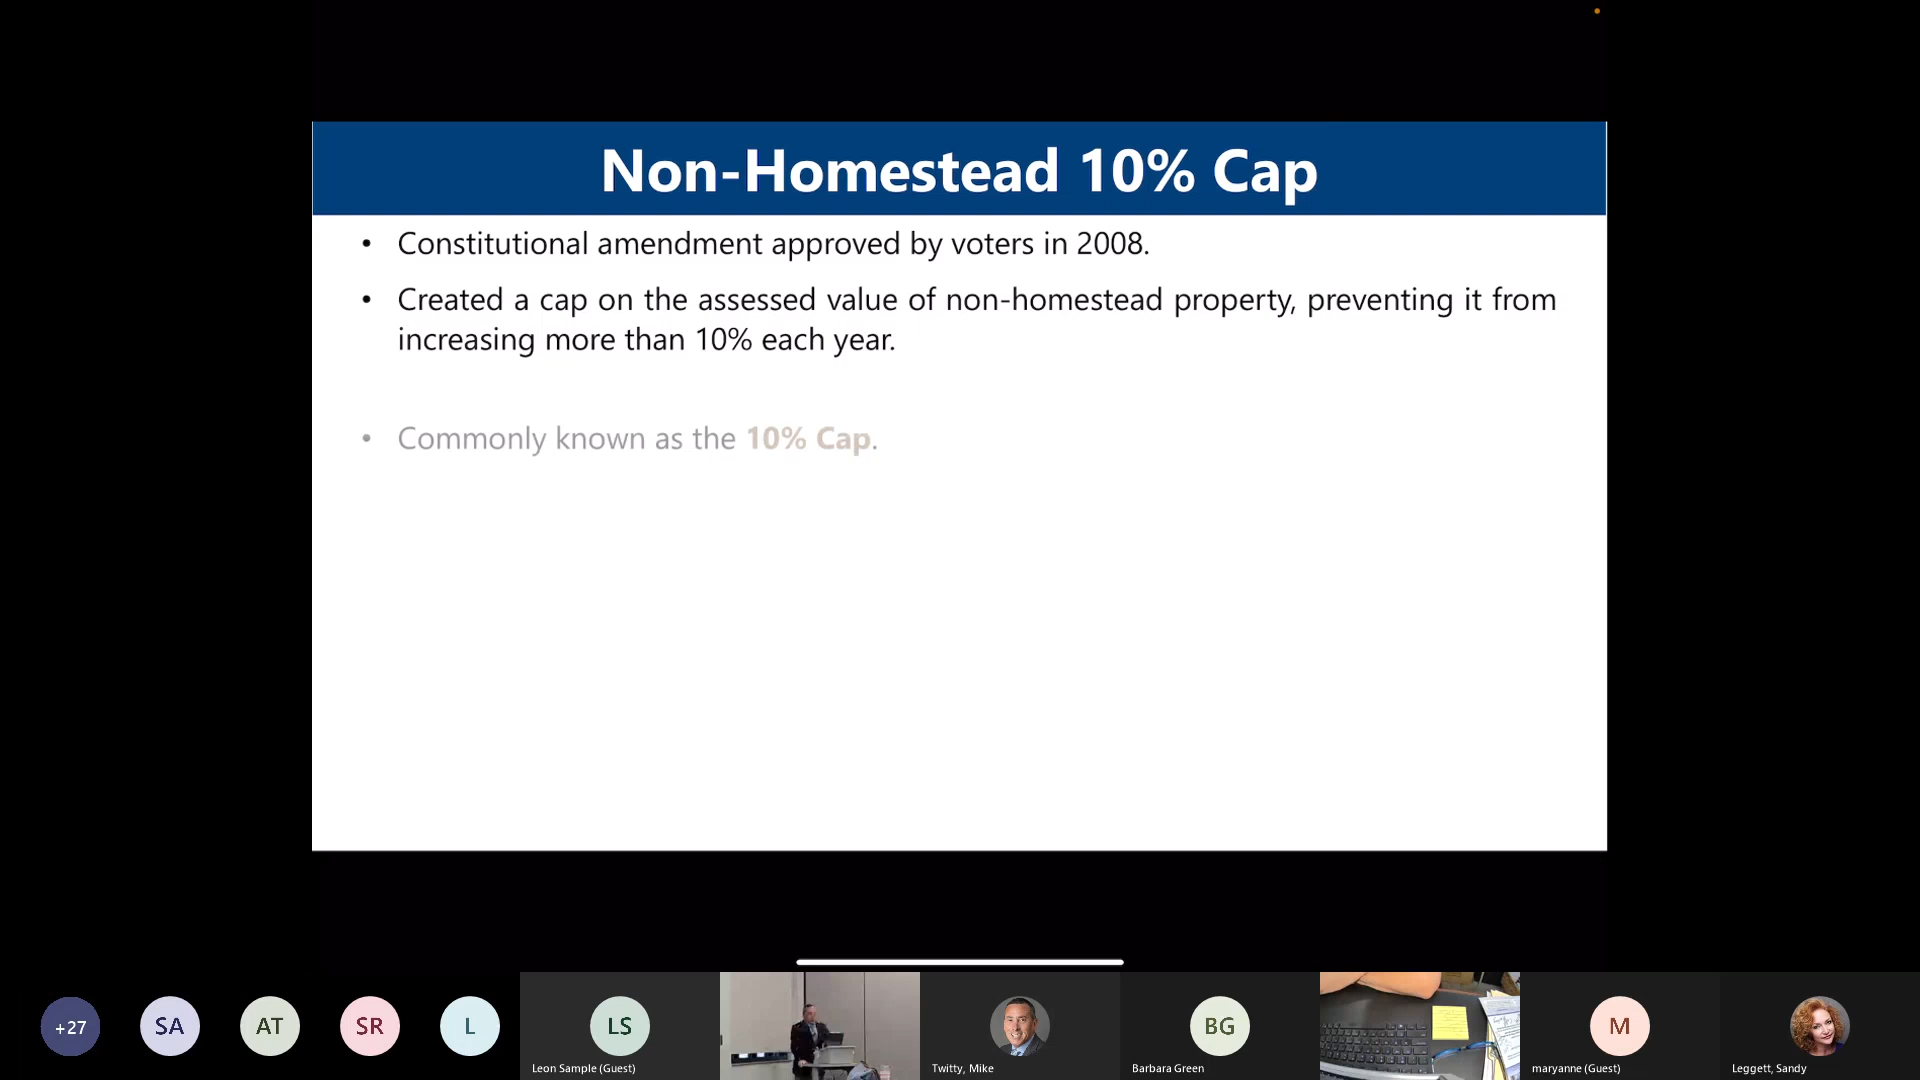 Non-Homestead 10% Cap
• Constitutional amendment approved by voters in 2008.
• Created a cap on the assessed value of non-homestead property, preventing it from
increasing more than 10% each year.
• Commonly known as the 10% Cap.
+27
SA
AT
SR
L
LS
BG
M
Leon Sample (Guest)
Twitty, Mike
Barbara Green
maryanne (Guest)
Leggett, Sandy